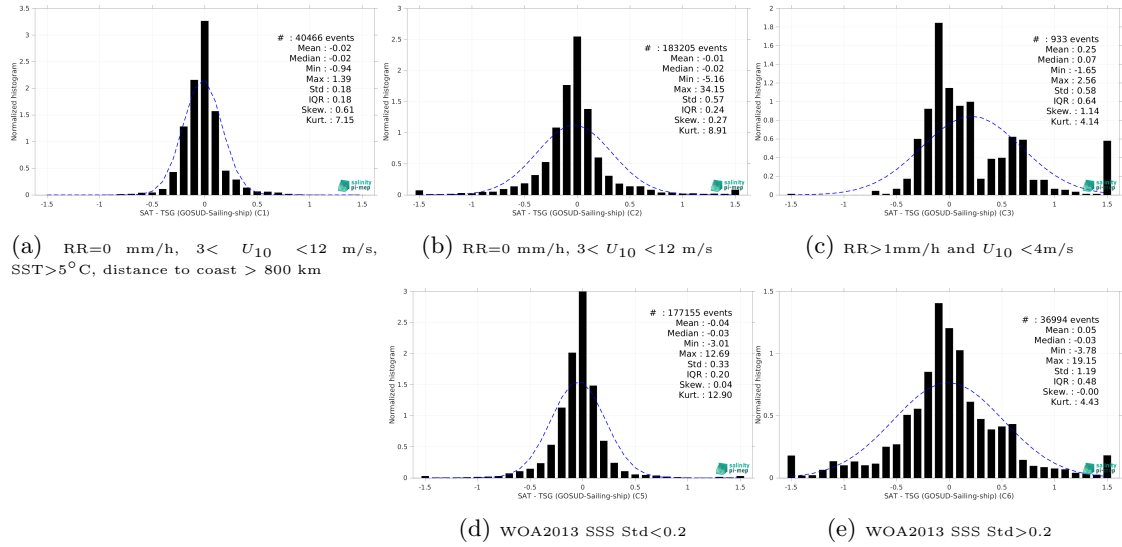 3.5
3
2.5
2
1.5
1
0.5
0
Normalized histogram
# : 40466 events
Mean : -0.02
Median : -0.02
Min : -0.94
Max : 1.39
Std : 0.18
IQR : 0.18
Skew. : 0.61
Kurt. : 7.15
salinity
pi-mep
-1.5 -1 -0.5 0 0.5 1 1.5
SAT - TSG (GOSUD-Sailing-ship) (C1)
(a) RR=0 mm/h, 3< U10 <12 m/s,
SST>5°C, distance to coast > 800 km
3
2.5
2
1.5
1
0.5
0
Normalized histogram
# : 183205 events
Mean : -0.01
Median : -0.02
Min : -5.16
Max : 34.15
Std : 0.57
IQR : 0.24
Skew. : 0.27
Kurt. : 8.91
salinity
pi-mep
-1.5 -1 -0.5 0 0.5 1 1.5
SAT - TSG (GOSUD-Sailing-ship) (C2)
(b) RR=0 mm/h, 3< U10 <12 m/s
2
1.8
1.6
1.4
1.2
1
0.8
0.6
0.4
0.2
0
Normalized histogram
# : 933 events
Mean : 0.25
Median : 0.07
Min : -1.65
Max : 2.56
Std : 0.58
IQR : 0.64
Skew. : 1.14
Kurt. : 4.14
salinity
pi-mep
-1.5 -1 -0.5 0 0.5 1 1.5
SAT - TSG (GOSUD-Sailing-ship) (C3)
(c) RR>1mm/h and U10 <4m/s
3
2.5
2
1.5
1
0.5
0
Normalized histogram
# : 177155 events
Mean : -0.04
Median : -0.03
Min : -3.01
Max : 12.69
Std : 0.33
IQR : 0.20
Skew. : 0.04
Kurt. : 12.90
salinity
pi-mep
-1.5 -1 -0.5 0 0.5 1 1.5
SAT - TSG (GOSUD-Sailing-ship) (C5)
(d) WOA2013 SSS Std<0.2
1.5
1
0.5
0
Normalized histogram
# : 36994 events
Mean : 0.05
Median : -0.03
Min : -3.78
Max : 19.15
Std : 1.19
IQR : 0.48
Skew. : -0.00
Kurt. : 4.43
salinity
pi-mep
-1.5 -1 -0.5 0 0.5 1 1.5
SAT - TSG (GOSUD-Sailing-ship) (C6)
(e) WOA2013 SSS Std>0.2